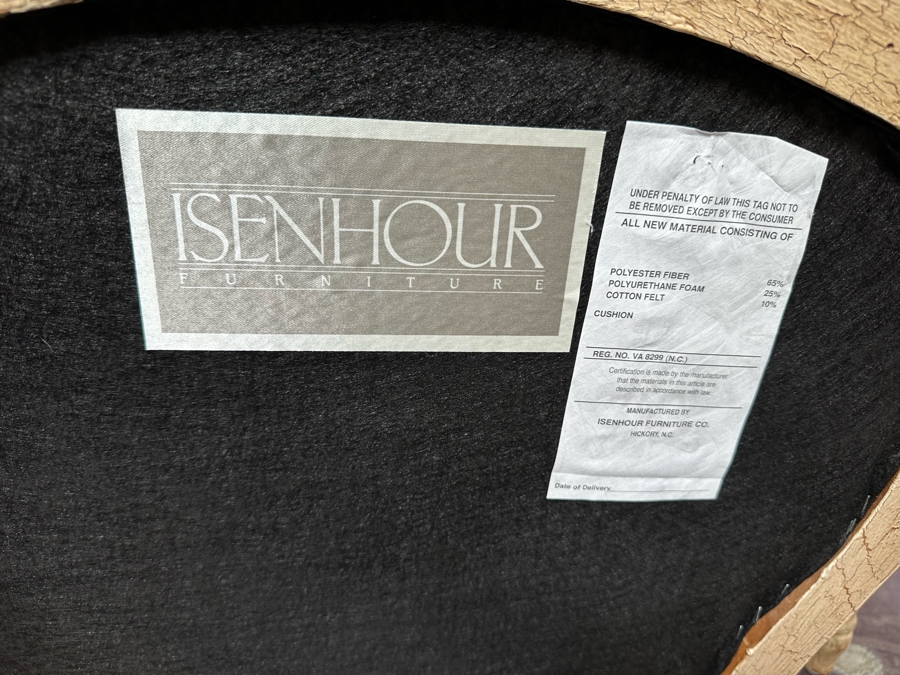 ISENHOUR
FURNITURE
UNDER PENALTY OF LAW THIS TAG NOT TO
BE REMOVED EXCEPT BY THE CONSUMER
ALL NEW MATERIAL CONSISTING OF
POLYESTER FIBER 65%
POLYURETHANE FOAM 25%
COTTON FELT 10%
CUSHION
REG. NO. VA 8299 (N.C.)
Certification is made by the manufacturer
that the materials in this article are
described in accordance with law.
MANUFACTURED BY
ISENHOUR FURNITURE CO.
HICKORY, N.C.
Date of Delivery